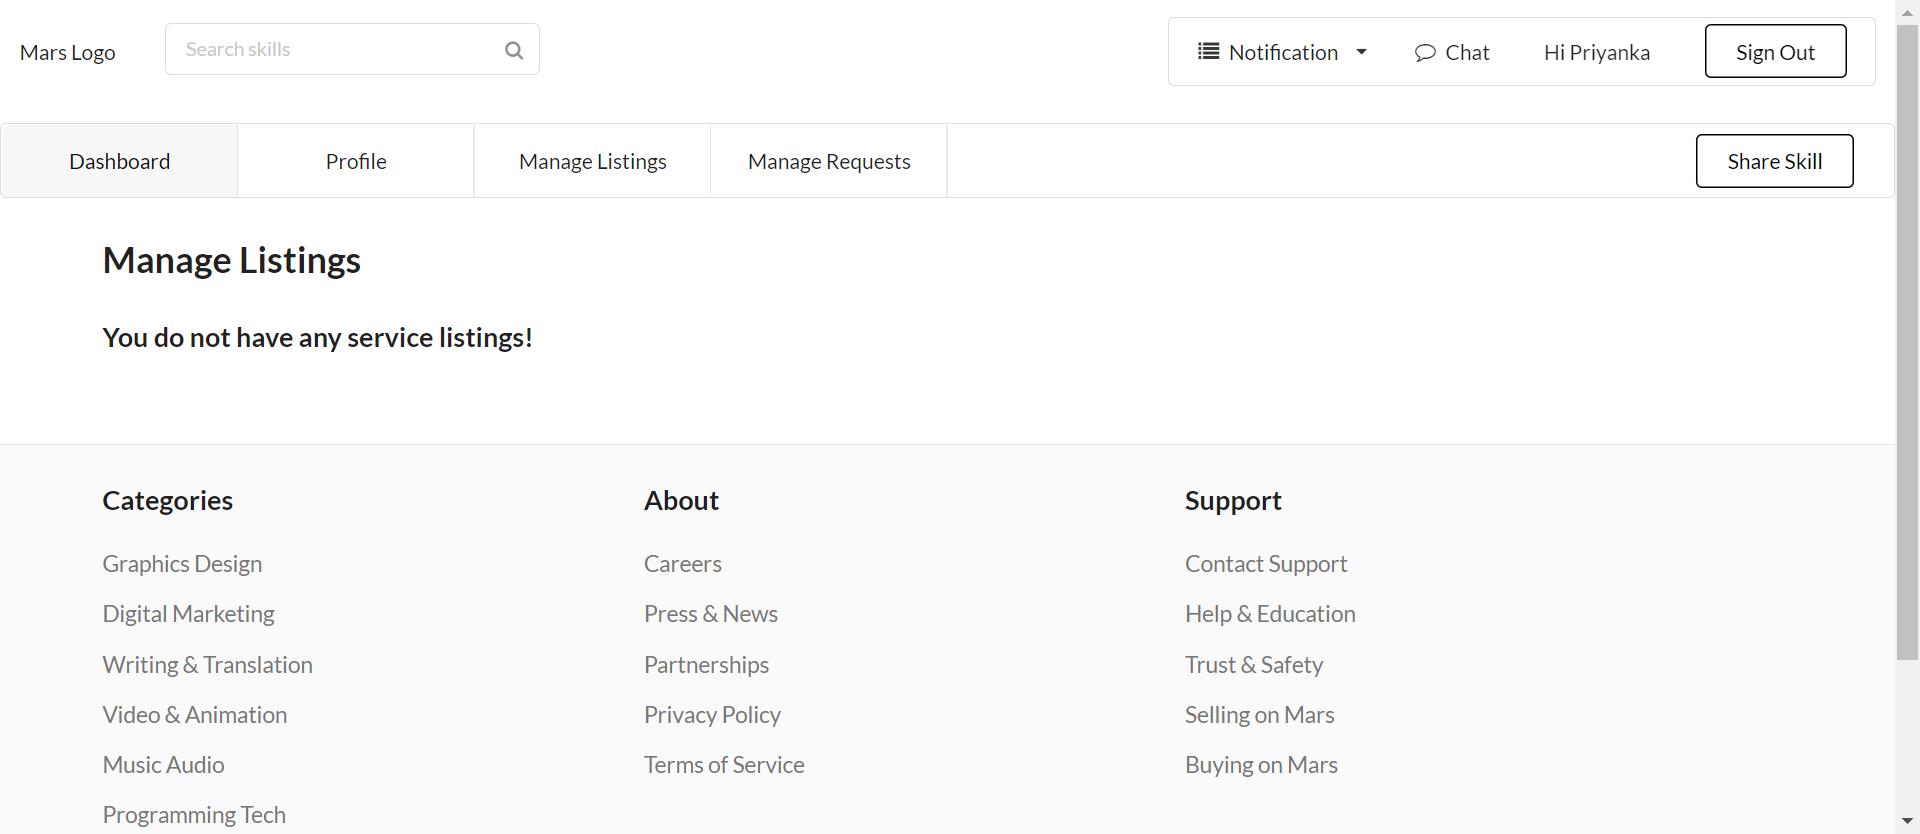 Mars Logo
Search skills
Notification
Chat
Hi Priyanka
Sign Out
Dashboard
Profile
Manage Listings
Manage Requests
Share Skill
Manage Listings
You do not have any service listings!
Categories
Graphics Design
Digital Marketing
Writing & Translation
Video & Animation
Music Audio
Programming Tech
About
Careers
Press & News
Partnerships
Privacy Policy
Terms of Service
Support
Contact Support
Help & Education
Trust & Safety
Selling on Mars
Buying on Mars